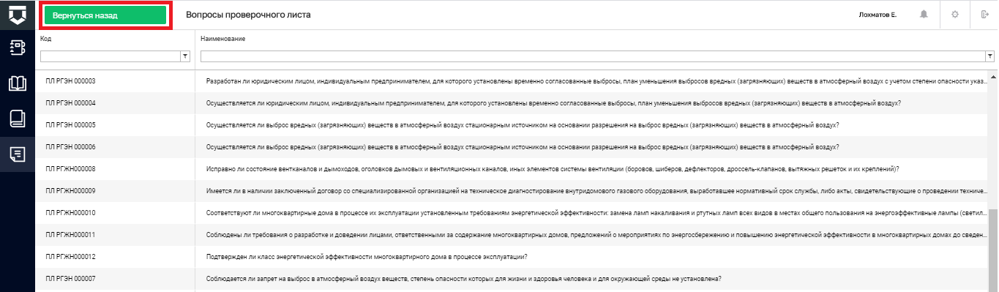 Вернуться назад
Вопросы проверочного листа
Лохматов Е.
Код
Наименование
ПЛ РГЭН 000003
Разработан ли юридическим лицом, индивидуальным предпринимателем, для которого установлены временно согласованные выбросы, план уменьшения выбросов вредных (загрязняющих) веществ в атмосферный воздух с учетом степени опасности указ...
ПЛ РГЭН 000004
Осуществляется ли юридическим лицом, индивидуальным предпринимателем, для которого установлены временно согласованные выбросы, план уменьшения выбросов вредных (загрязняющих) веществ в атмосферный воздух?
ПЛ РГЭН 000005
Осуществляется ли выброс вредных (загрязняющих) веществ в атмосферный воздух стационарным источником на основании разрешения на выброс вредных (загрязняющих) веществ в атмосферный воздух?
ПЛ РГЭН 000006
Осуществляется ли выброс вредных (загрязняющих) веществ в атмосферный воздух стационарным источником на основании разрешения на выброс вредных (загрязняющих) веществ в атмосферный воздух?
ПЛ РГЖН000008
Исправно ли состояние вентканалов и дымоходов, оголовков дымовых и вентиляционных каналов, иных элементов системы вентиляции (боровов, шиберов, дефлекторов, дроссель-клапанов, вытяжных решеток и их креплений)?
ПЛ РГЖН000009
Имеется ли в наличии заключенный договор со специализированной организацией на техническое диагностирование внутридомового газового оборудования, выработавшее нормативный срок службы, либо акты, свидетельствующие о проведении техниче...
ПЛ РГЖН000010
Соответствуют ли многоквартирные дома в процессе их эксплуатации установленным требованиям энергетической эффективности: замена ламп накаливания и ртутных ламп всех видов в местах общего пользования на энергоэффективные лампы (светил...
ПЛ РГЖН000011
Соблюдены ли требования о разработке и доведении лицами, ответственными за содержание многоквартирных домов, предложений о мероприятиях по энергосбережению и повышению энергетической эффективности в многоквартирных домах до сведен...
ПЛ РГЖН000012
Подтвержден ли класс энергетической эффективности многоквартирного дома в процессе эксплуатации?
ПЛ РГЭН 000007
Соблюдается ли запрет на выброс в атмосферный воздух веществ, степень опасности которых для жизни и здоровья человека и для окружающей среды не установлена?